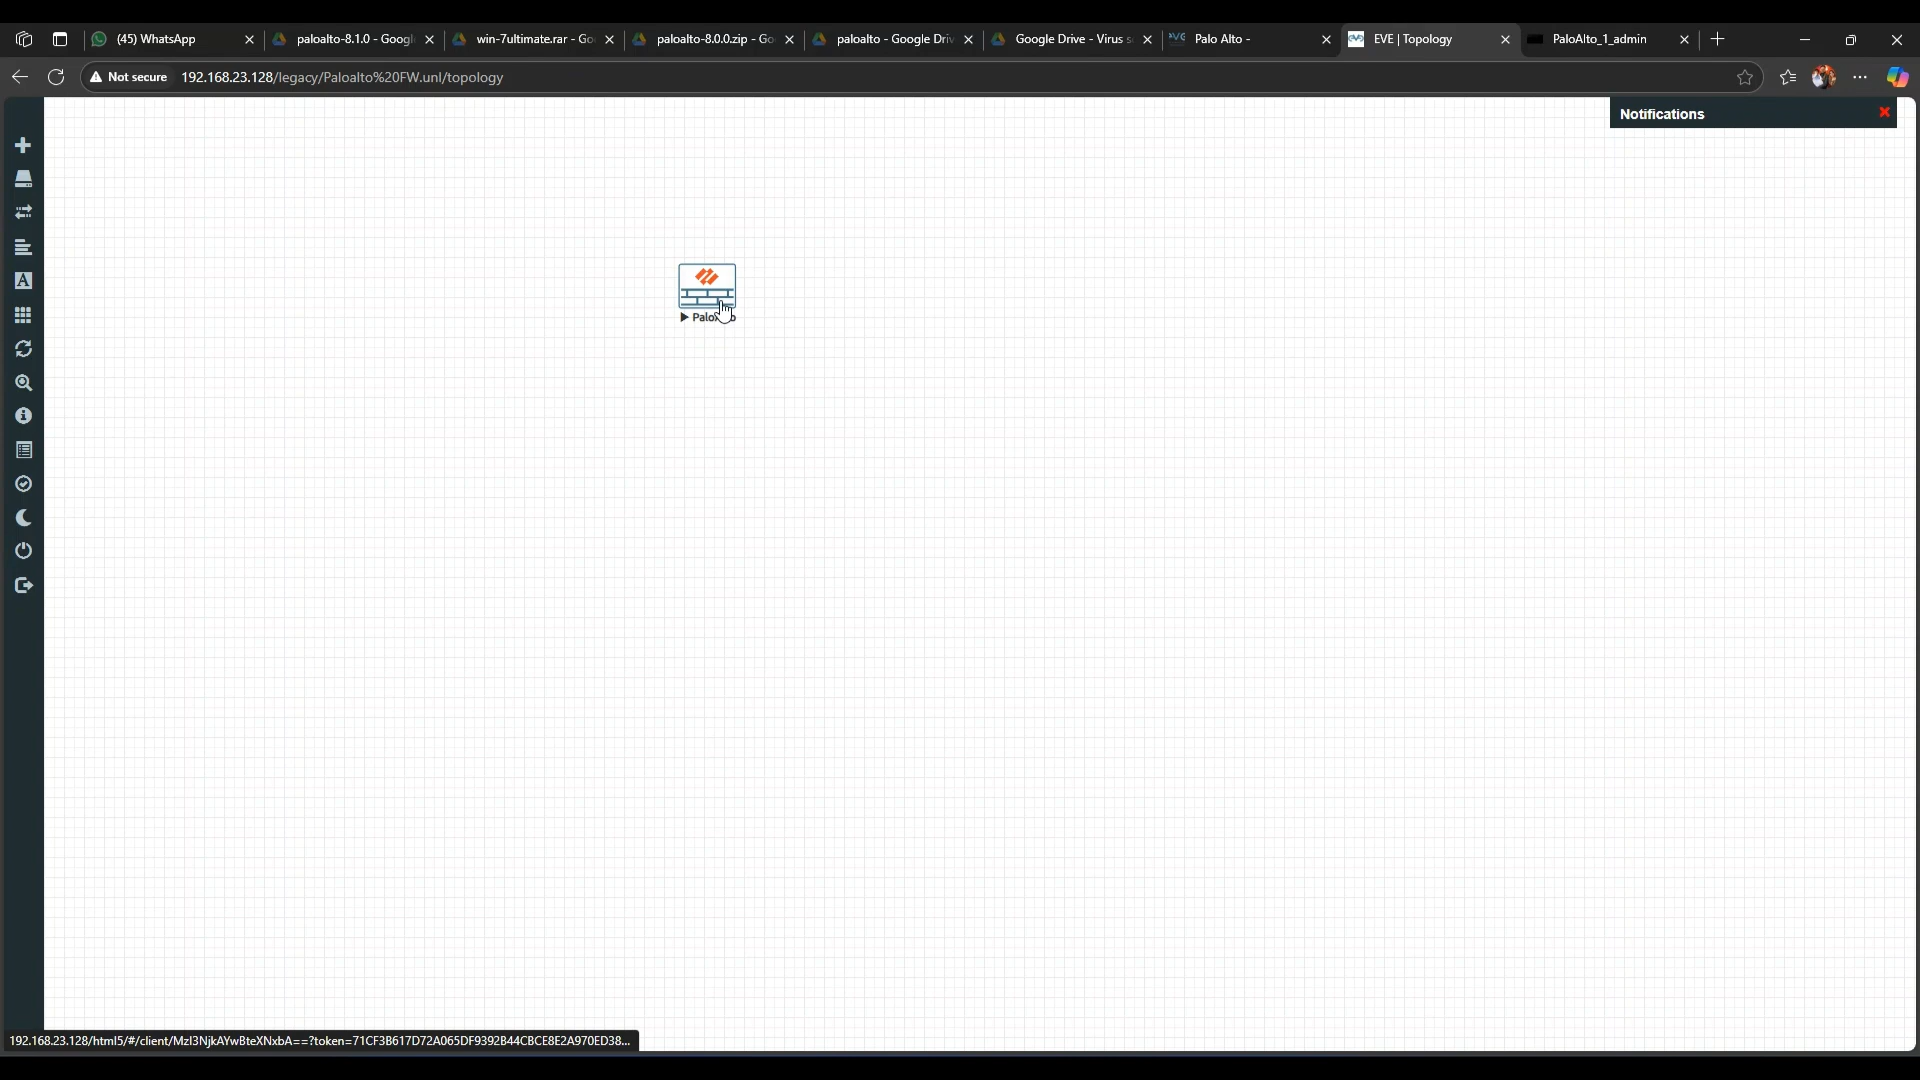 (45) WhatsApp
paloalto-8.1.0 - Googl
win-7ultimate.rar - Go
paloalto-8.0.0.zip - Go
paloalto - Google Driv
Google Drive - Virus s
Palo Alto -
EVE | Topology
PaloAlto_1_admin
Not secure
192.168.23.128/legacy/Paloalto%20FW.unl/topology
Notifications
192.168.23.128/html5/#/client/MzI3NjkAYwBteXNxbA==?token=71CF3B617D72A065DF9392B44CBCE8E2A970ED38...